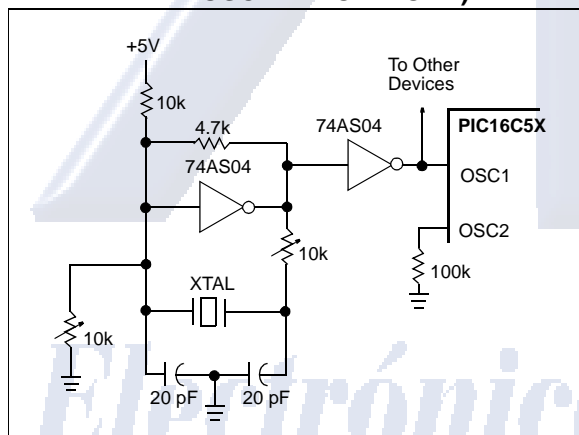 +5V
10k
4.7k
74AS04
10k
XTAL
10k
20 pF
20 pF
74AS04
To Other
Devices
PIC16C5X
OSC1
OSC2
100k
Electrónic